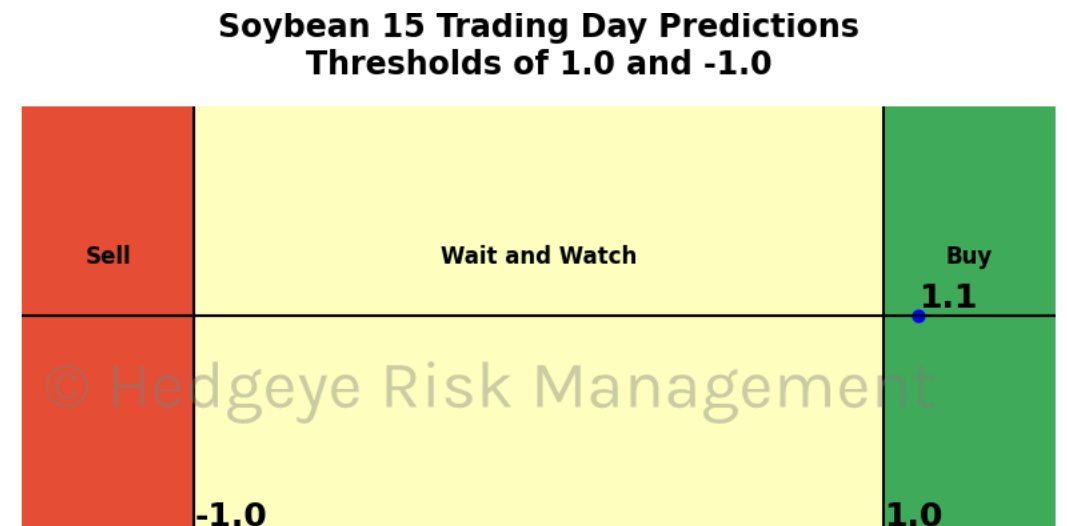 Soybean 15 Trading Day Predictions
Thresholds of 1.0 and -1.0
Sell
Wait and Watch
Buy
1.1
© Hedgeye Risk Management
-1.0
1.0